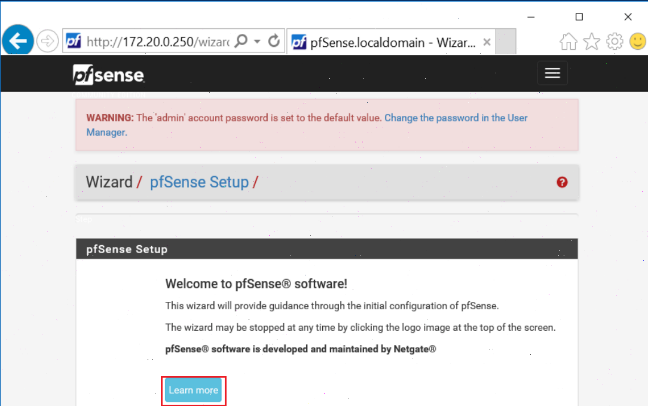 http://172.20.0.250/wizarc
pfSense.localdomain - Wizar...
pfsense
WARNING: The 'admin' account password is set to the default value. Change the password in the User
Manager.
Wizard / pfSense Setup /
pfSense Setup
Welcome to pfSense® software!
This wizard will provide guidance through the initial configuration of pfSense.
The wizard may be stopped at any time by clicking the logo image at the top of the screen.
pfSense® software is developed and maintained by Netgate®
Learn more